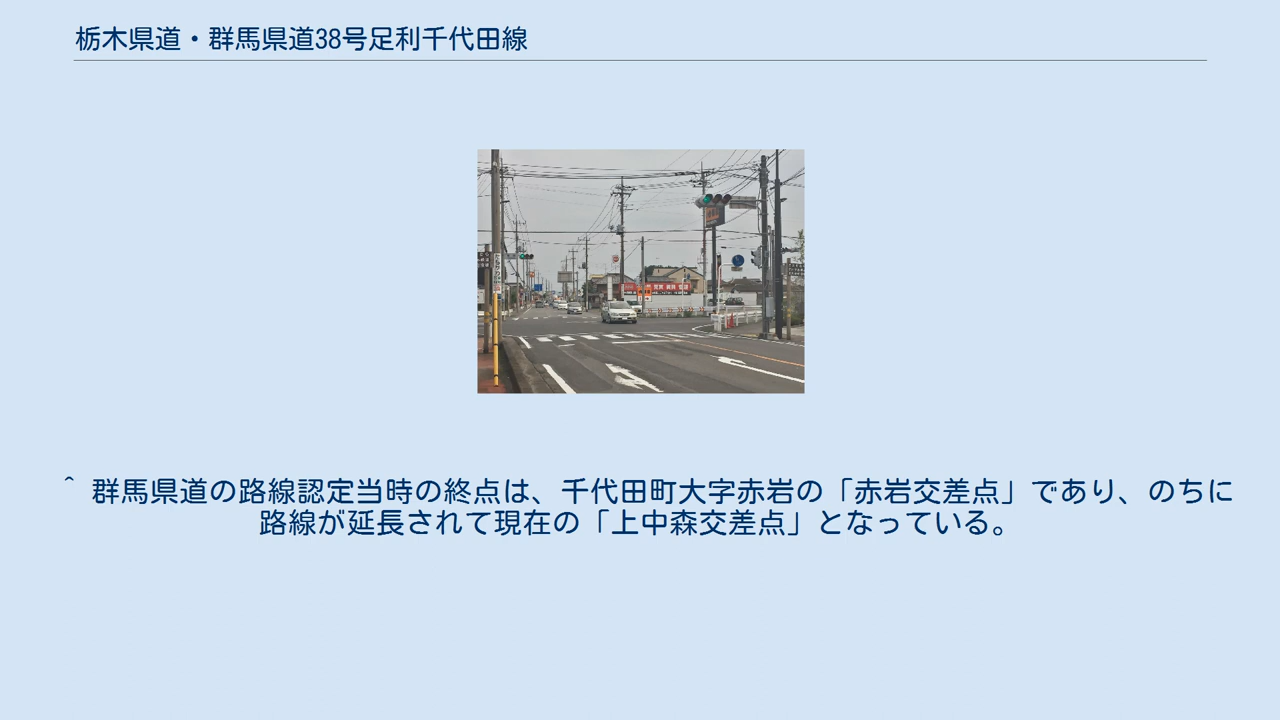 栃木県道・群馬県道38号足利千代田線
＾ 群馬県道の路線認定当時の終点は、千代田町大字赤岩の「赤岩交差点」であり、のちに
路線が延長されて現在の「上中森交差点」となっている。